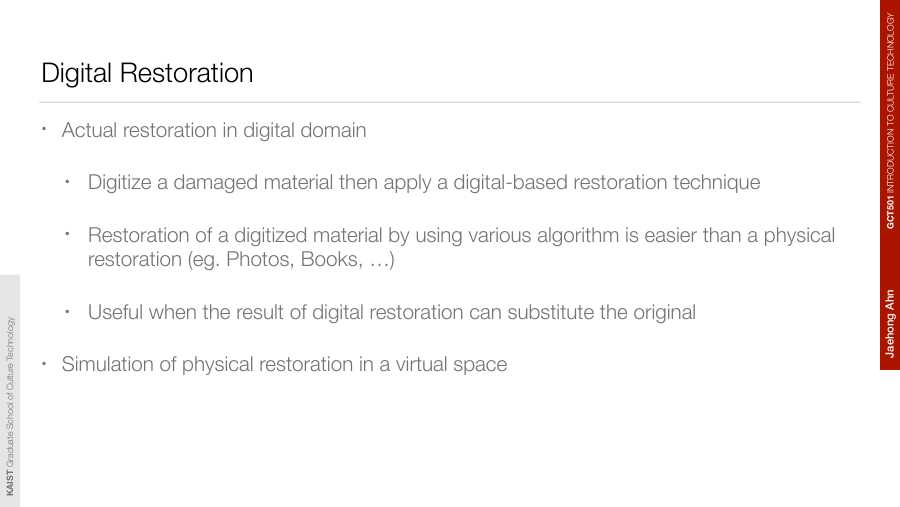 Digital Restoration
• Actual restoration in digital domain
• Digitize a damaged material then apply a digital-based restoration technique
• Restoration of a digitized material by using various algorithm is easier than a physical
restoration (eg. Photos, Books, …)
• Useful when the result of digital restoration can substitute the original
• Simulation of physical restoration in a virtual space
KAIST Graduate School of Culture Technology
GCT501 INTRODUCTION TO CULTURE TECHNOLOGY
Jaehong Ahn